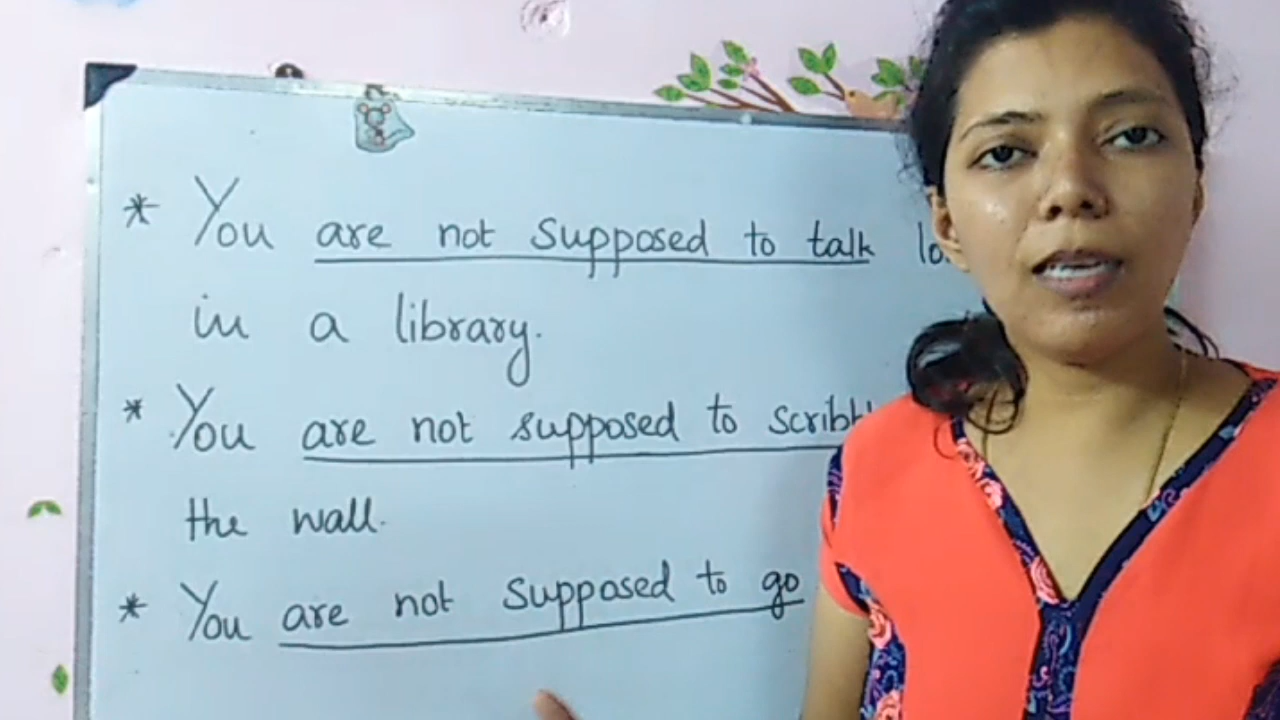 * You are not supposed to talk
in a library.
* You are not supposed to
the wall.
* You are not supposed to go